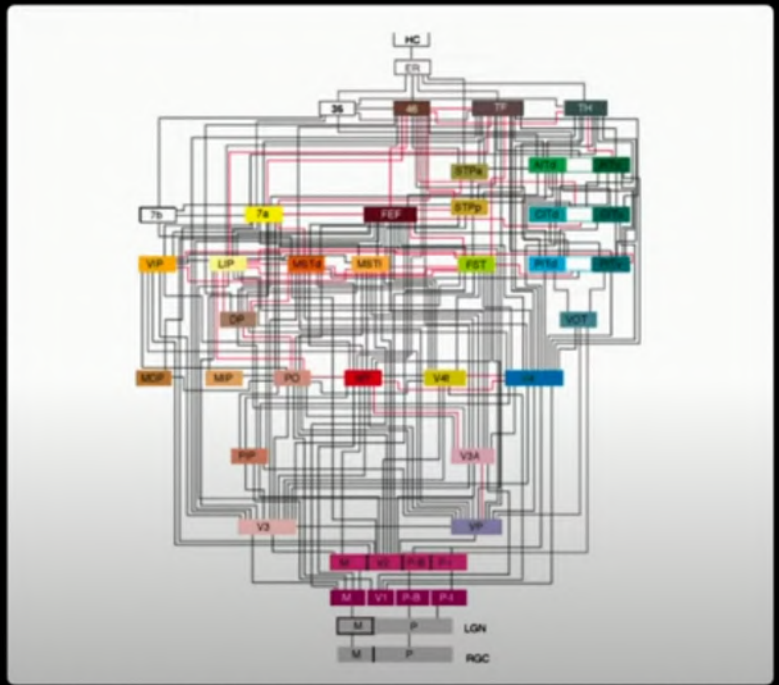 HC
ER
36 46 TF TH
STPa AITd AITv
7b 7a FEF STPp CITd CITv
VIP LIP MSTd MSTl FST PITd PITv
DP VOT
MDP MIP PO MT V4t V4
PIP V3A
V3 VP
M V2 P-B P-I
M V1 P-B P-I
M P LGN
M P RGC